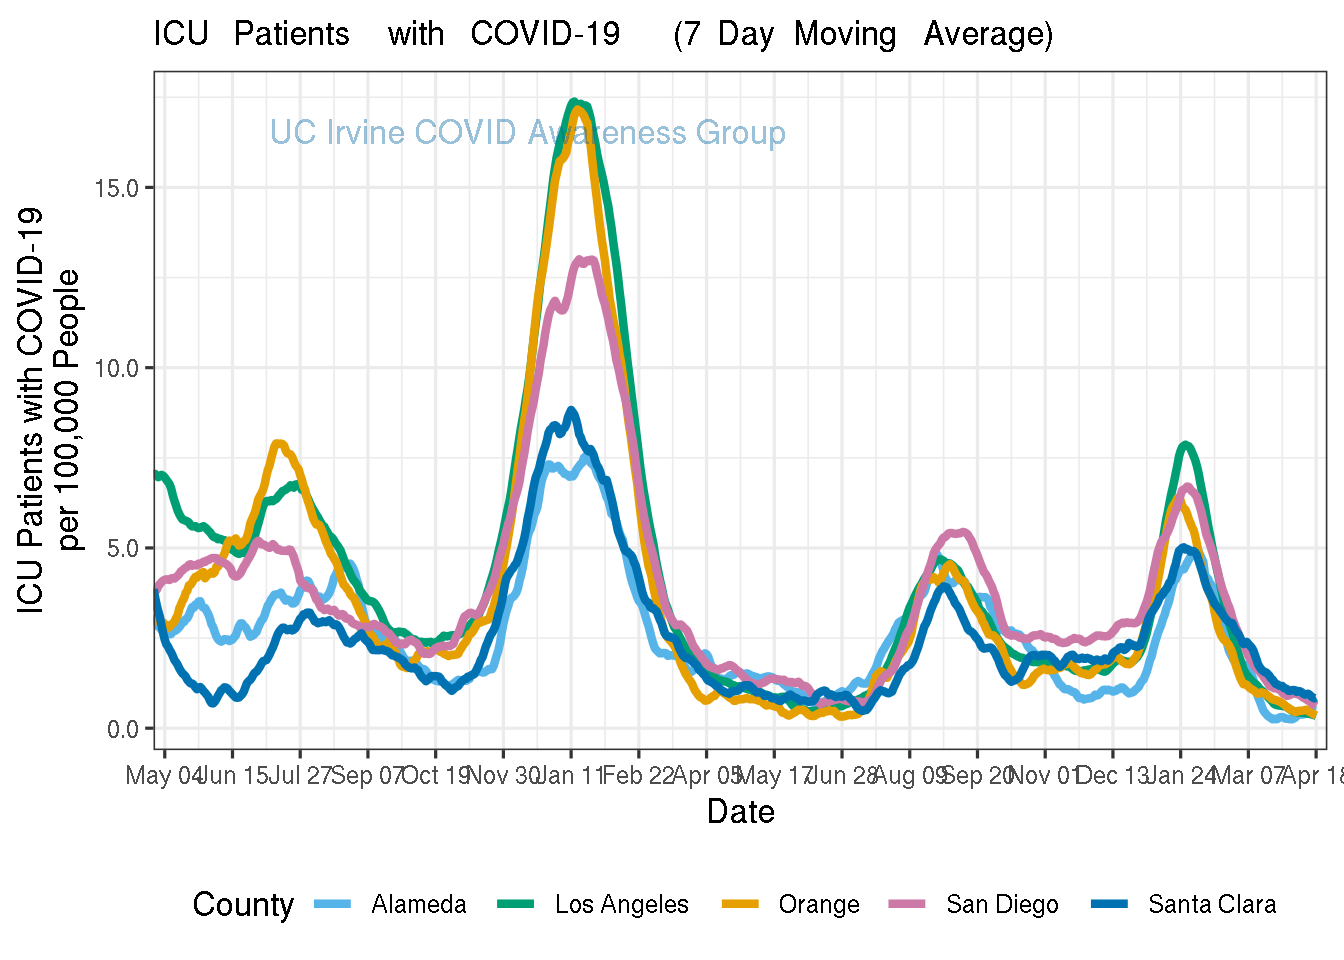 ICU Patients with COVID-19 (7 Day Moving Average)
UC Irvine COVID Awareness Group
ICU Patients with COVID-19
per 100,000 People
15.0
10.0
5.0
0.0
May 04 Jun 15 Jul 27 Sep 07 Oct 19 Nov 30 Jan 11 Feb 22 Apr 05 May 17 Jun 28 Aug 09 Sep 20 Nov 01 Dec 13 Jan 24 Mar 07 Apr 18
Date
County Alameda Los Angeles Orange San Diego Santa Clara